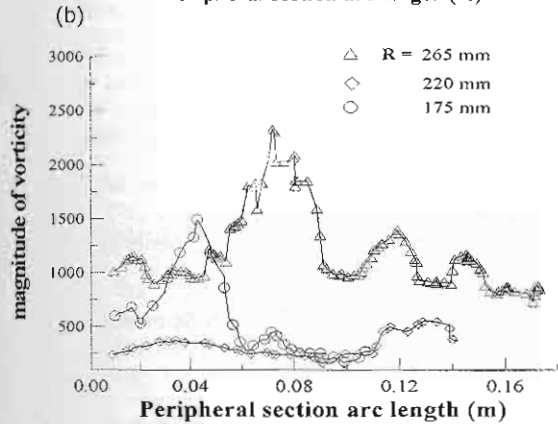 (b)
R = 265 mm
220 mm
175 mm
3000
2500
2000
1500
1000
500
magnitude of vorticity
0.00 0.04 0.08 0.12 0.16
Peripheral section arc length (m)